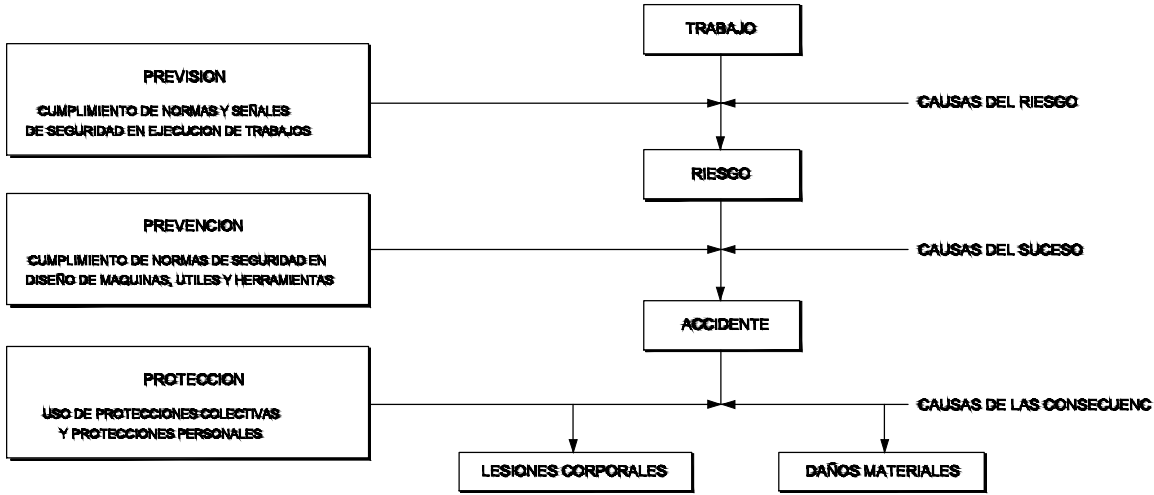 TRABAJO
PREVISION
CUMPLIMIENTO DE NORMAS Y SEÑALES
DE SEGURIDAD EN EJECUCION DE TRABAJOS
CAUSAS DEL RIESGO
RIESGO
PREVENCION
CUMPLIMIENTO DE NORMAS DE SEGURIDAD EN
DISEÑO DE MAQUINAS, UTILES Y HERRAMIENTAS
CAUSAS DEL SUCESO
ACCIDENTE
PROTECCION
USO DE PROTECCIONES COLECTIVAS
Y PROTECCIONES PERSONALES
CAUSAS DE LAS CONSECUENC
LESIONES CORPORALES
DAÑOS MATERIALES